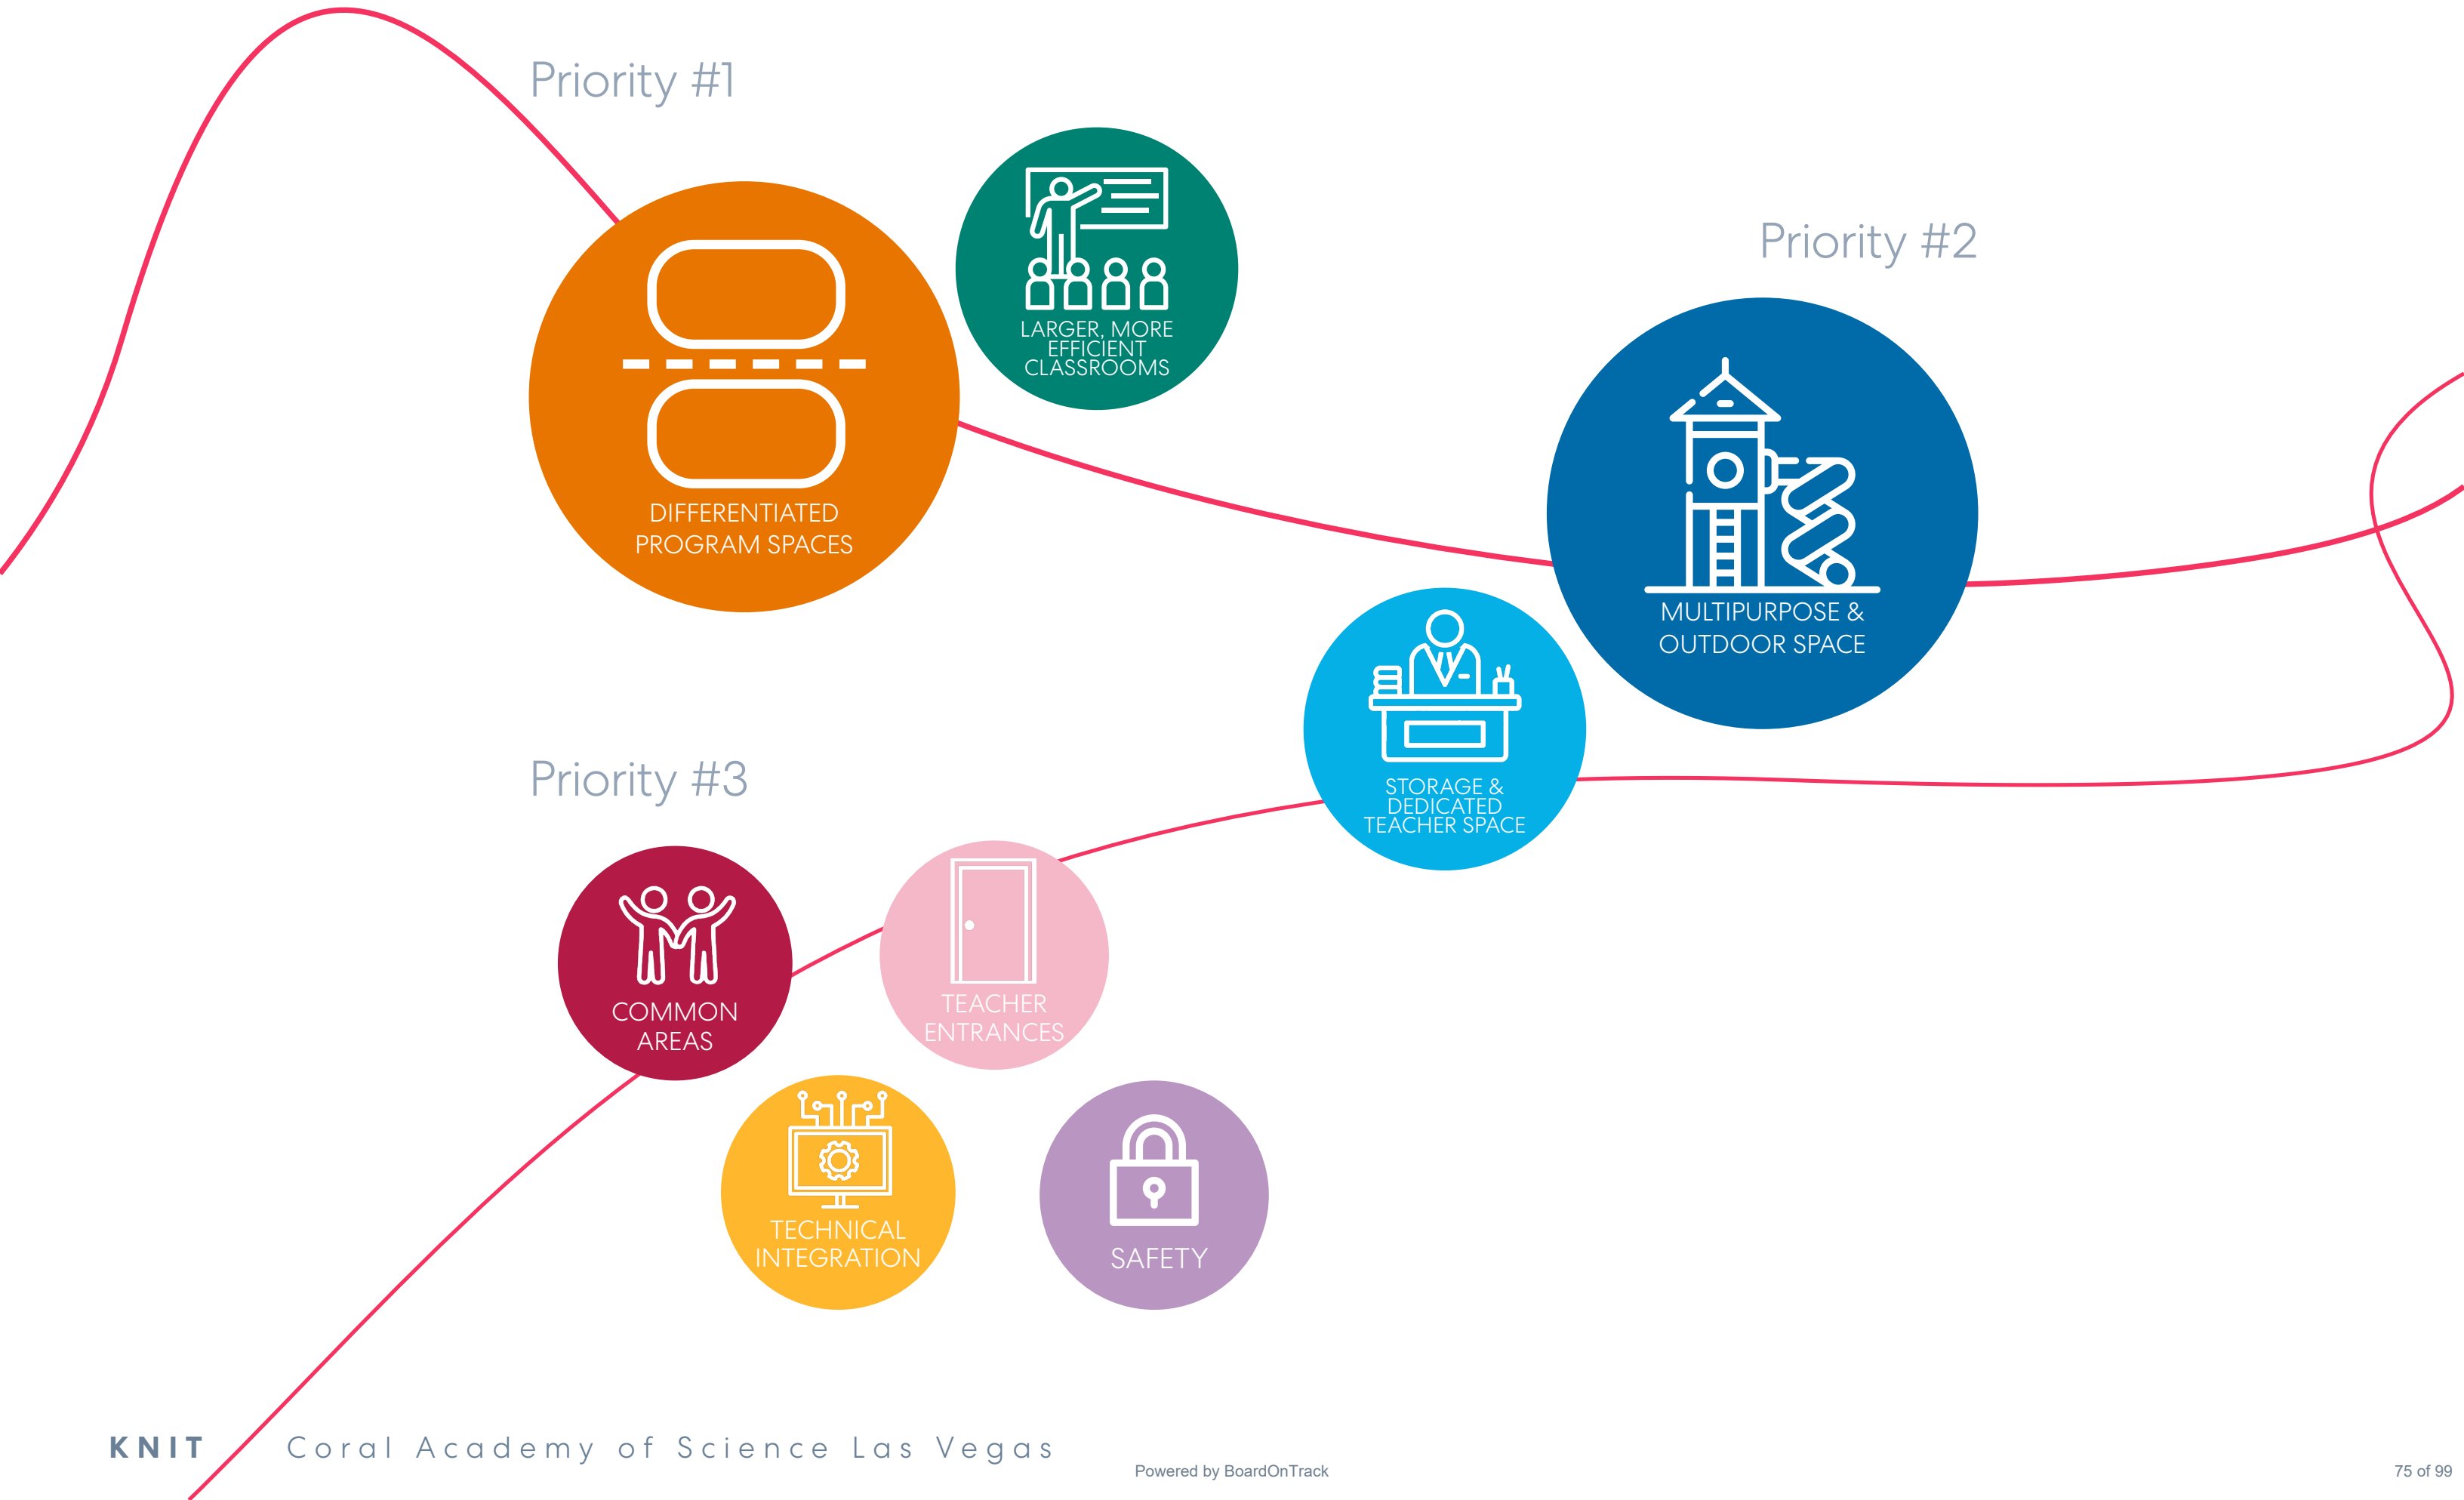 Priority #1
DIFFERENTIATED
PROGRAM SPACES
LARGER, MORE
EFFICIENT
CLASSROOMS
Priority #2
MULTIPURPOSE &
OUTDOOR SPACE
STORAGE &
DEDICATED
TEACHER SPACE
Priority #3
COMMON
AREAS
TEACHER
ENTRANCES
TECHNICAL
INTEGRATION
SAFETY
KNIT Coral Academy of Science Las Vegas
Powered by BoardOnTrack
75 of 99